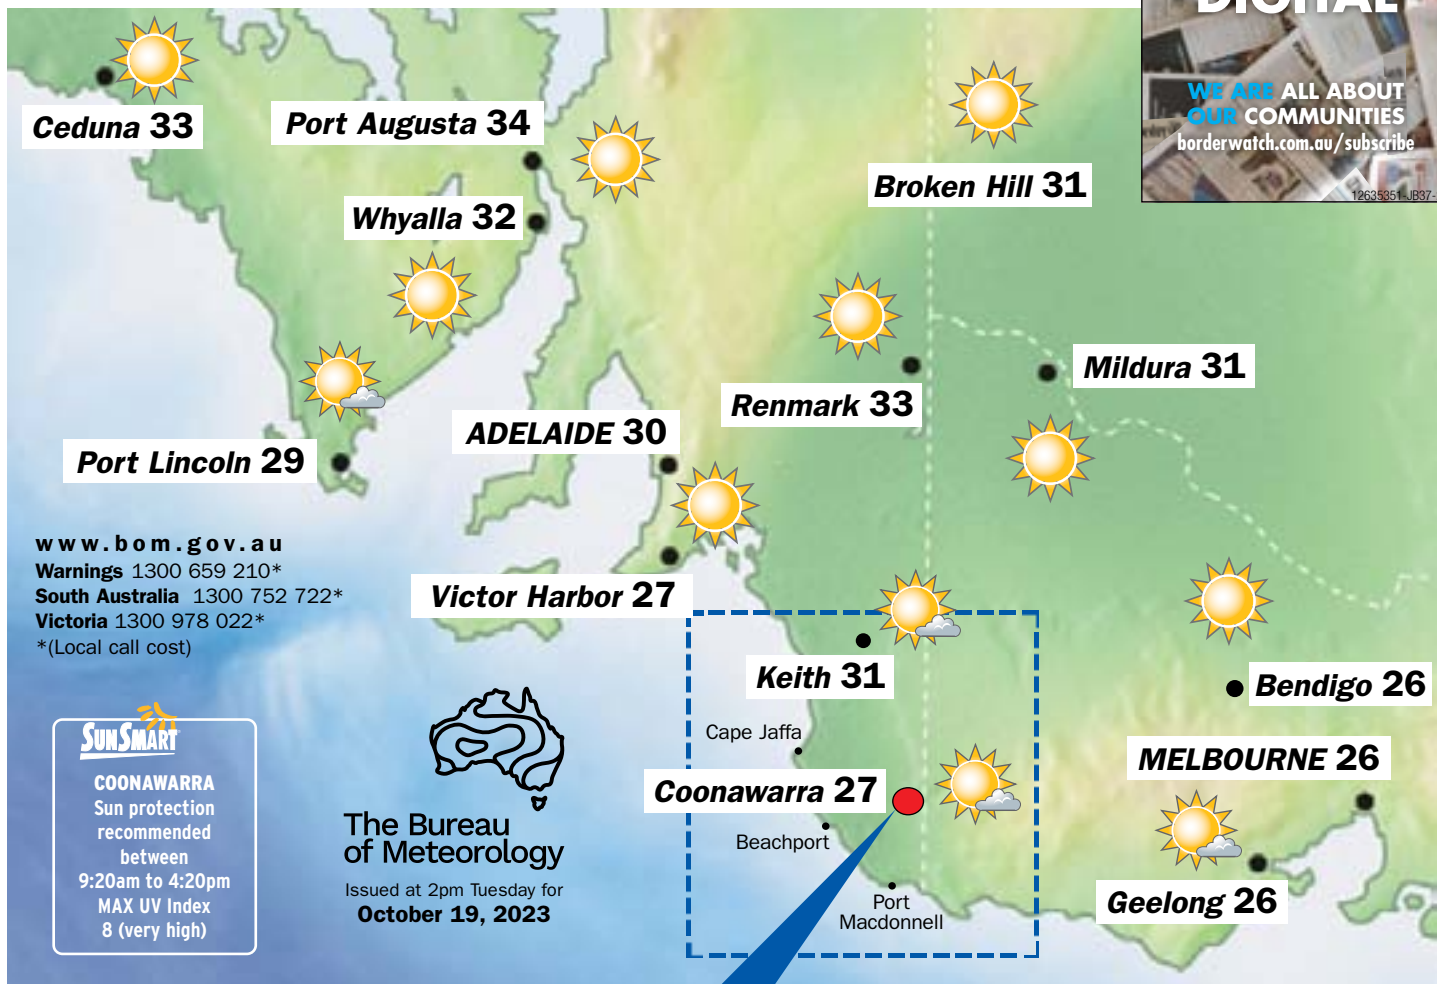 DIGITAL
WE ARE ALL ABOUT
OUR COMMUNITIES
borderwatch.com.au/subscribe
12635351-JB37-
Ceduna 33
Port Augusta 34
Whyalla 32
Broken Hill 31
Mildura 31
Renmark 33
ADELAIDE 30
Port Lincoln 29
Victor Harbor 27
Keith 31
Bendigo 26
MELBOURNE 26
Cape Jaffa
Coonawarra 27
Beachport
Port
Macdonnell
Geelong 26
www.bom.gov.au
Warnings 1300 659 210*
South Australia 1300 752 722*
Victoria 1300 978 022*
*(Local call cost)
SUNSMART
COONAWARRA
Sun protection
recommended
between
9:20am to 4:20pm
MAX UV Index
8 (very high)
The Bureau
of Meteorology
Issued at 2pm Tuesday for
October 19, 2023